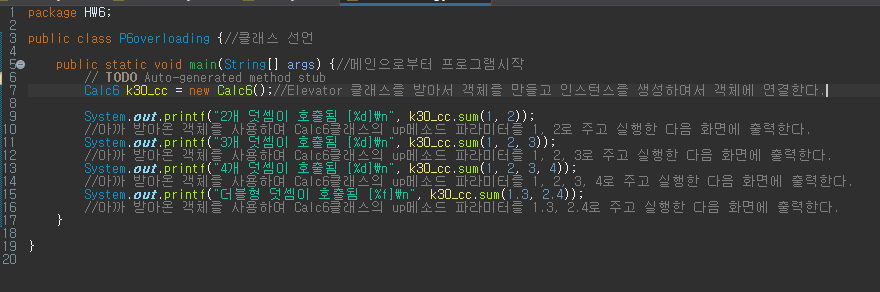 1 package HW6;
2
3 public class P6overloading {//클래스 선언
4
5 public static void main(String[] args) {//메인으로부터 프로그램시작
6 // TODO Auto-generated method stub
7 Calc6 k30_cc = new Calc6();//Elevator 클래스를 받아서 객체를 만들고 인스턴스를 생성하여서 객체에 연결한다.
8
9 System.out.printf("2개 덧셈이 호출됨 [%d]\n", k30_cc.sum(1, 2));
10 //아까 받아온 객체를 사용하여 Calc6클래스의 up메소드 파라미터를 1, 2로 주고 실행한 다음 화면에 출력한다.
11 System.out.printf("3개 덧셈이 호출됨 [%d]\n", k30_cc.sum(1, 2, 3));
12 //아까 받아온 객체를 사용하여 Calc6클래스의 up메소드 파라미터를 1, 2, 3로 주고 실행한 다음 화면에 출력한다.
13 System.out.printf("4개 덧셈이 호출됨 [%d]\n", k30_cc.sum(1, 2, 3, 4));
14 //아까 받아온 객체를 사용하여 Calc6클래스의 up메소드 파라미터를 1, 2, 3, 4로 주고 실행한 다음 화면에 출력한다.
15 System.out.printf("더블형 덧셈이 호출됨 [%f]\n", k30_cc.sum(1.3, 2.4));
16 //아까 받아온 객체를 사용하여 Calc6클래스의 up메소드 파라미터를 1.3, 2.4로 주고 실행한 다음 화면에 출력한다.
17 }
18
19 }
20